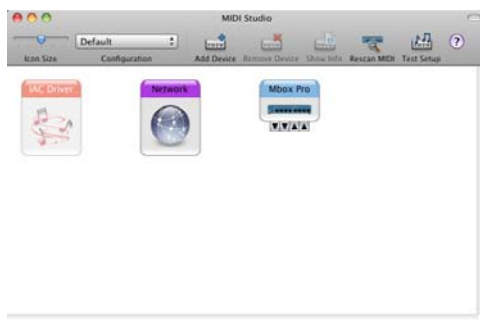 MIDI Studio
Default
Icon Size Configuration Add Device Remove Device Show Info Rescan MIDI Test Setup ?
IAC Driver Network Mbox Pro